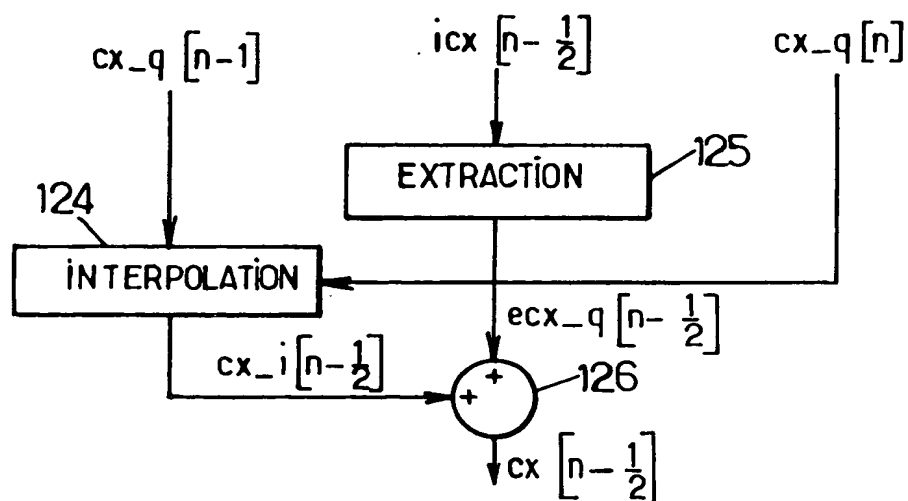 cx_q [n-1]
icx [n-1/2]
cx_q [n]
EXTRACTiON
125
124
iNTERPOLATiON
ecx_q [n-1/2]
cx_i [n-1/2]
+
+
126
cx [n-1/2]